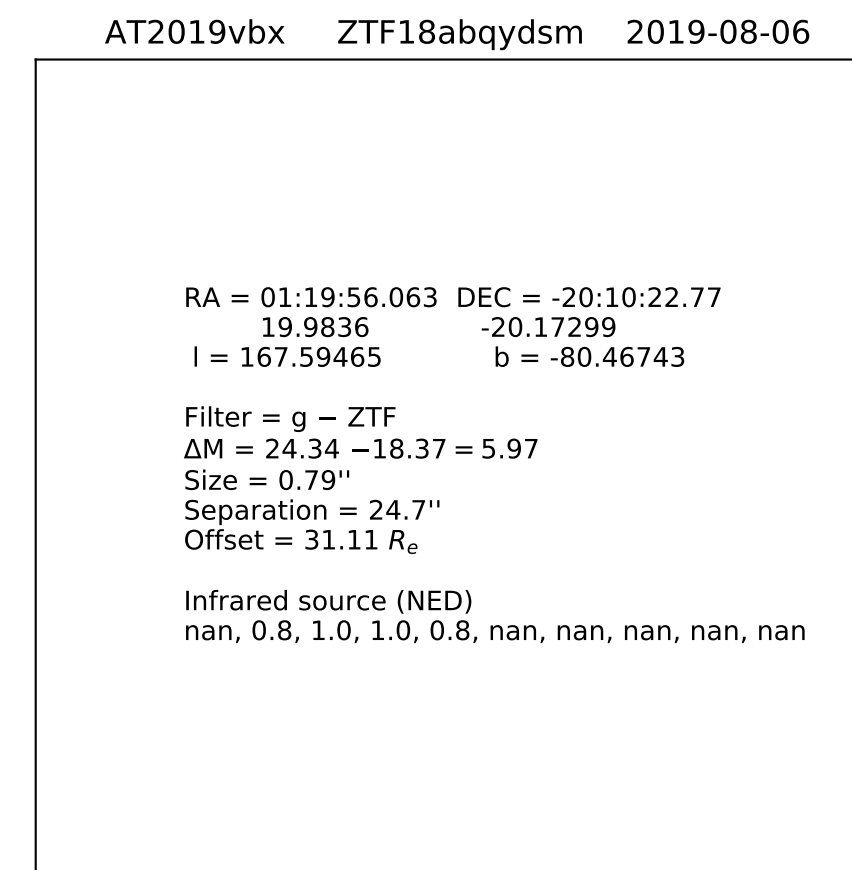 AT2019vbx ZTF18abqydsm 2019-08-06
RA = 01:19:56.063 DEC = -20:10:22.77
19.9836 -20.17299
l = 167.59465 b = -80.46743
Filter = g − ZTF
ΔM = 24.34 −18.37 = 5.97
Size = 0.79''
Separation = 24.7''
Offset = 31.11 Rₑ
Infrared source (NED)
nan, 0.8, 1.0, 1.0, 0.8, nan, nan, nan, nan, nan